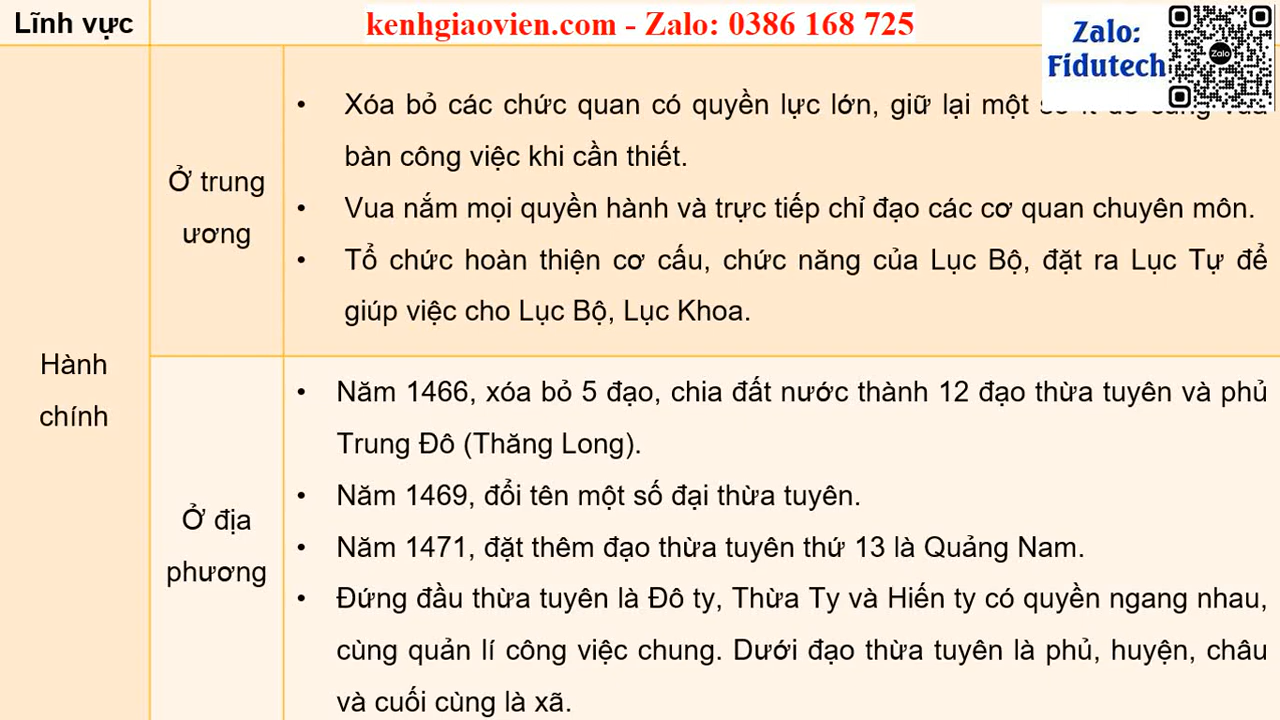 Lĩnh vực
kenhgiaovien.com - Zalo: 0386 168 725
Zalo:
Fidutech
Zalo
Hành
chính
Ở trung
ương
• Xóa bỏ các chức quan có quyền lực lớn, giữ lại một
bàn công việc khi cần thiết.
• Vua nắm mọi quyền hành và trực tiếp chỉ đạo các cơ quan chuyên môn.
• Tổ chức hoàn thiện cơ cấu, chức năng của Lục Bộ, đặt ra Lục Tự để
giúp việc cho Lục Bộ, Lục Khoa.
Ở địa
phương
• Năm 1466, xóa bỏ 5 đạo, chia đất nước thành 12 đạo thừa tuyên và phủ
Trung Đô (Thăng Long).
• Năm 1469, đổi tên một số đại thừa tuyên.
• Năm 1471, đặt thêm đạo thừa tuyên thứ 13 là Quảng Nam.
• Đứng đầu thừa tuyên là Đô ty, Thừa Ty và Hiến ty có quyền ngang nhau,
cùng quản lí công việc chung. Dưới đạo thừa tuyên là phủ, huyện, châu
và cuối cùng là xã.